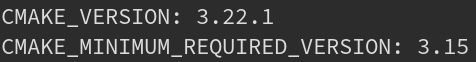 CMAKE_VERSION: 3.22.1
CMAKE_MINIMUM_REQUIRED_VERSION: 3.15